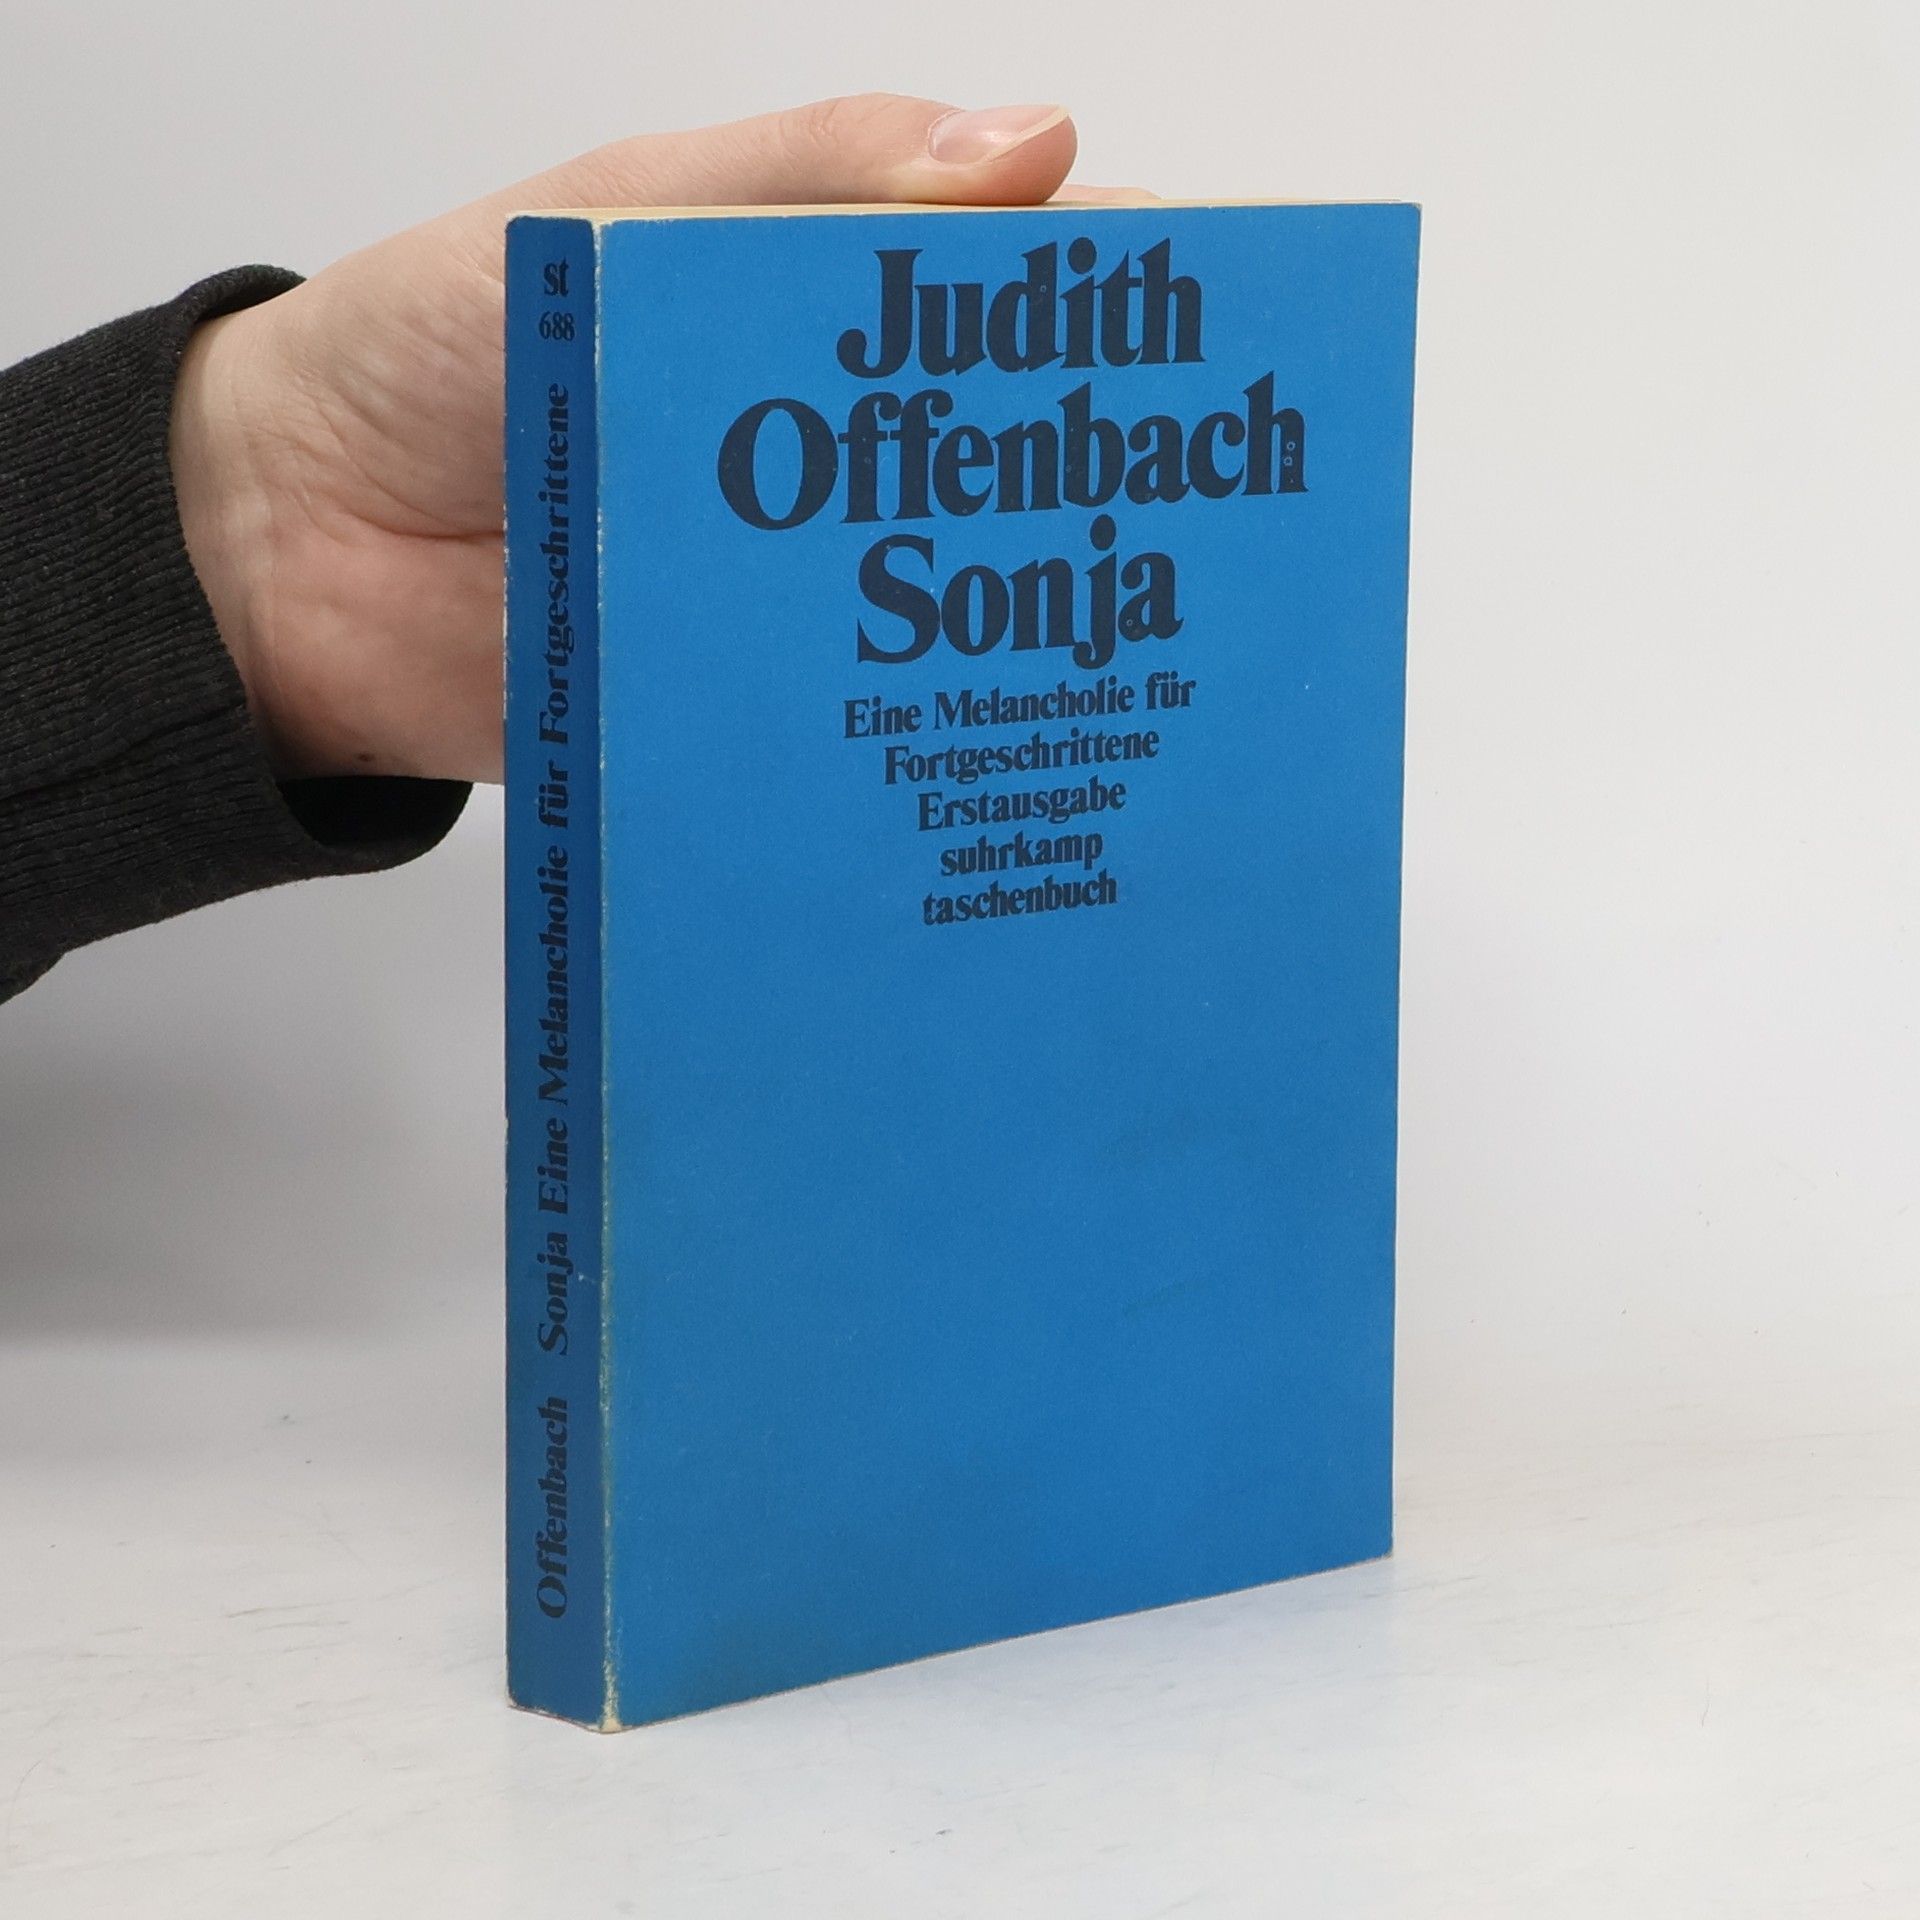 Judith
Offenbach
Sonja
Eine Melancholie für
Fortgeschrittene
Erstausgabe
suhrkamp
taschenbuch
st
688
Offenbach Sonja Eine Melancholie für Fortgeschrittene